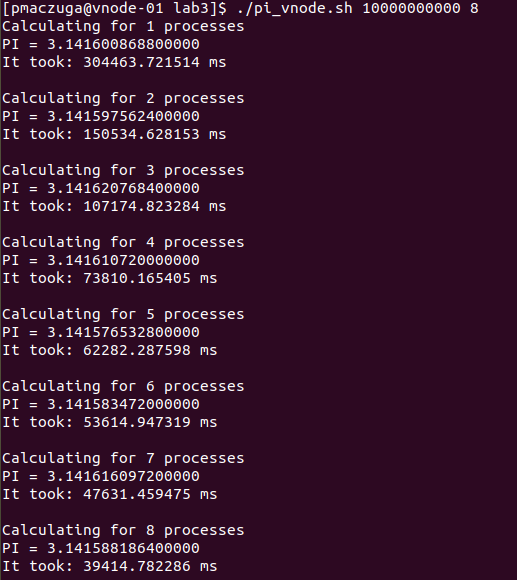 [pmaczuga@vnode-01 lab3]$ ./pi_vnode.sh 10000000000 8
Calculating for 1 processes
PI = 3.141600868800000
It took: 304463.721514 ms
Calculating for 2 processes
PI = 3.141597562400000
It took: 150534.628153 ms
Calculating for 3 processes
PI = 3.141620768400000
It took: 107174.823284 ms
Calculating for 4 processes
PI = 3.141610720000000
It took: 73810.165405 ms
Calculating for 5 processes
PI = 3.141576532800000
It took: 62282.287598 ms
Calculating for 6 processes
PI = 3.141583472000000
It took: 53614.947319 ms
Calculating for 7 processes
PI = 3.141616097200000
It took: 47631.459475 ms
Calculating for 8 processes
PI = 3.141588186400000
It took: 39414.782286 ms